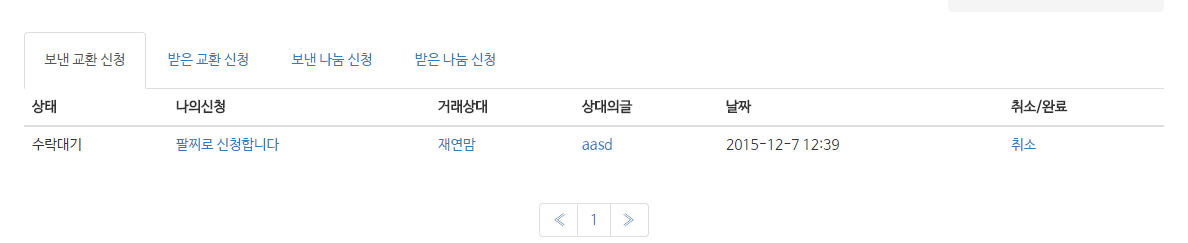 보낸 교환 신청 받은 교환 신청 보낸 나눔 신청 받은 나눔 신청
상태 나의신청 거래상대 상대의글 날짜 취소/완료
수락대기 팔찌로 신청합니다 재연맘 aasd 2015-12-7 12:39 취소
« 1 »